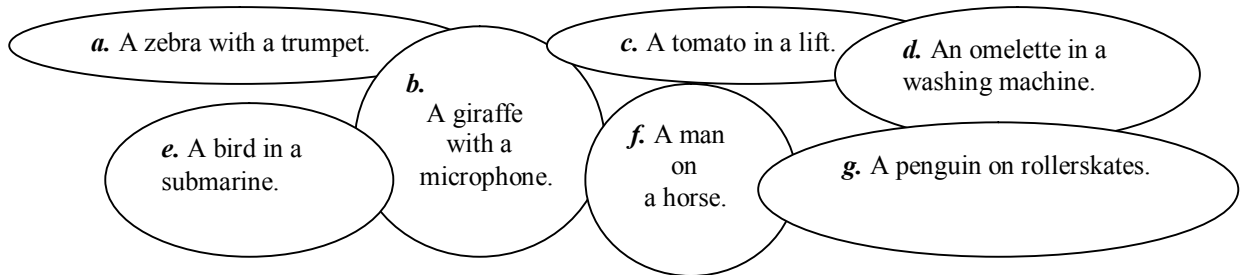 a. A zebra with a trumpet.
b.
A giraffe
with a
microphone.
c. A tomato in a lift.
d. An omelette in a
washing machine.
e. A bird in a
submarine.
f. A man
on
a horse.
g. A penguin on rollerskates.